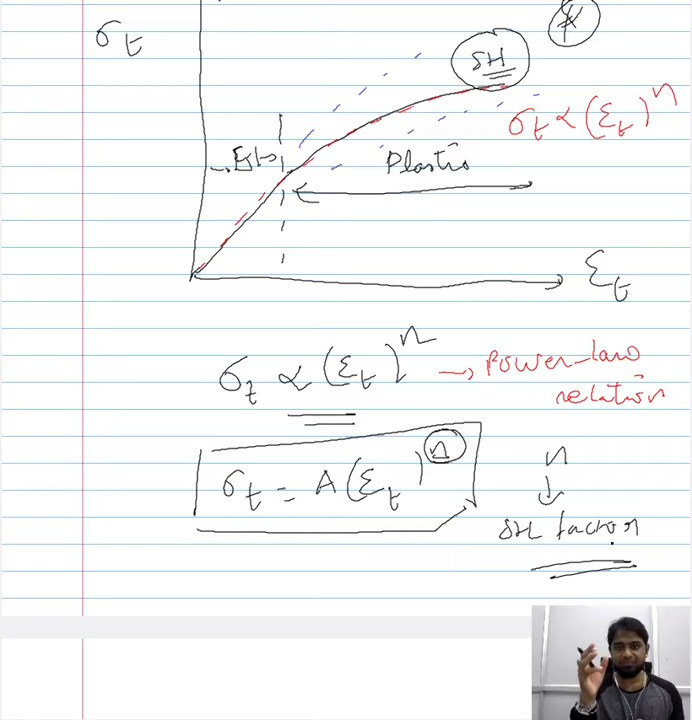 σt
SH
σt ∝ (εt)^n
Plastic
εt
σt ∝ (εt)^n → Power-law
relation
σt = A(εt)^n
n
↓
SH factor